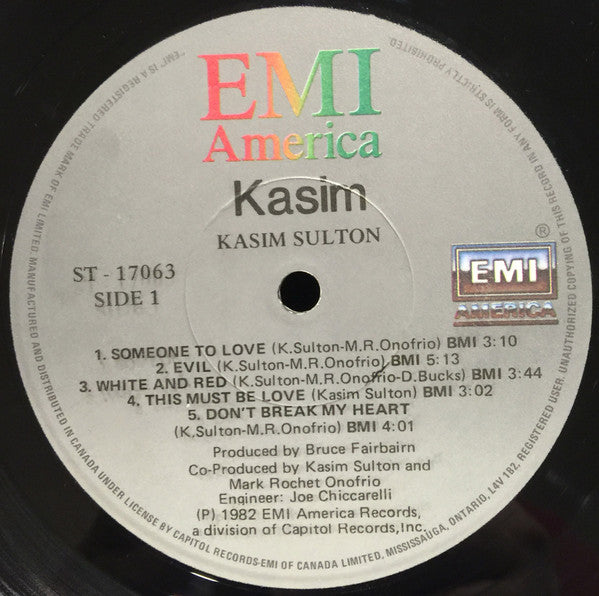 EMI
America
Kasim
KASIM SULTON
ST - 17063
SIDE 1
®
EMI
AMERICA
1. SOMEONE TO LOVE (K.Sulton-M.R.Onofrio) BMI 3:10
2. EVIL (K.Sulton-M.R.Onofrio) BMI 5:13
3. WHITE AND RED (K.Sulton-M.R.Onofrio-D.Bucks) BMI 3:44
4. THIS MUST BE LOVE (Kasim Sulton) BMI 3:02
5. DON'T BREAK MY HEART
(K.Sulton-M.R.Onofrio) BMI 4:01
Produced by Bruce Fairbairn
Co-Produced by Kasim Sulton and
Mark Rochet Onofrio
Engineer: Joe Chiccarelli
(P) 1982 EMI America Records,
a division of Capitol Records,Inc.
"EMI" IS A REGISTERED TRADE MARK OF EMI LIMITED. MANUFACTURED AND DISTRIBUTED IN CANADA UNDER LICENSE BY CAPITOL RECORDS-EMI OF CANADA LIMITED. MISSISSAUGA, ONTARIO, L4V 1B2, REGISTERED USER. UNAUTHORIZED COPYING OF THIS RECORD IN ANY FORM IS STRICTLY PROHIBITED.